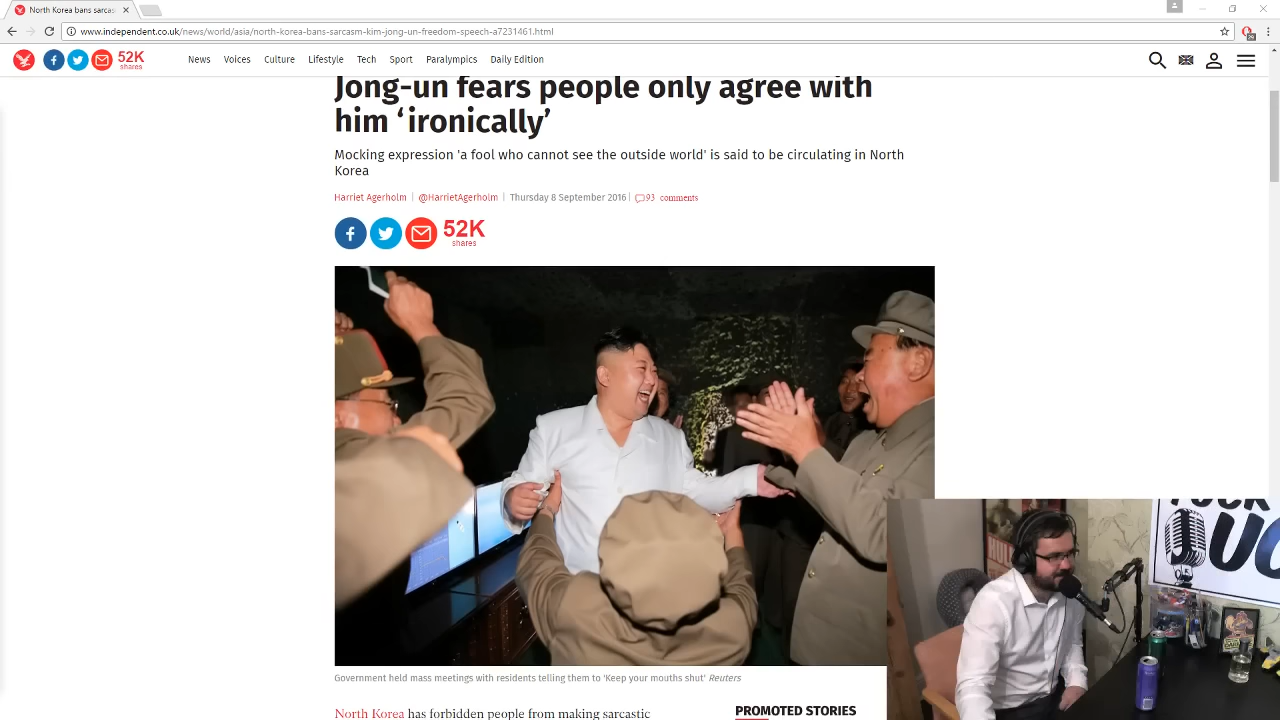 North Korea bans sarcas
www.independent.co.uk/news/world/asia/north-korea-bans-sarcasm-kim-jong-un-freedom-speech-a7231461.html
52K
shares
News Voices Culture Lifestyle Tech Sport Paralympics Daily Edition
Jong-un fears people only agree with
him ‘ironically’
Mocking expression 'a fool who cannot see the outside world' is said to be circulating in North
Korea
Harriet Agerholm | @HarrietAgerholm | Thursday 8 September 2016 | 93 comments
52K
shares
Government held mass meetings with residents telling them to 'Keep your mouths shut' Reuters
North Korea has forbidden people from making sarcastic
PROMOTED STORIES